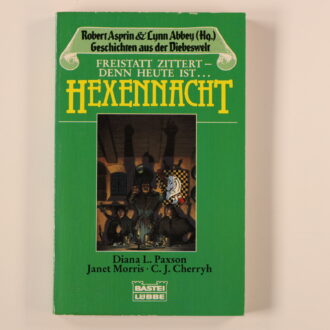 Robert Asprin & Lynn Abbey (Hg.)
Geschichten aus der Diebeswelt
FREISTATT ZITTERT –
DENN HEUTE IST...
HEXENNACHT
Diana L. Paxson
Janet Morris · C. J. Cherryh
BASTEI
LÜBBE